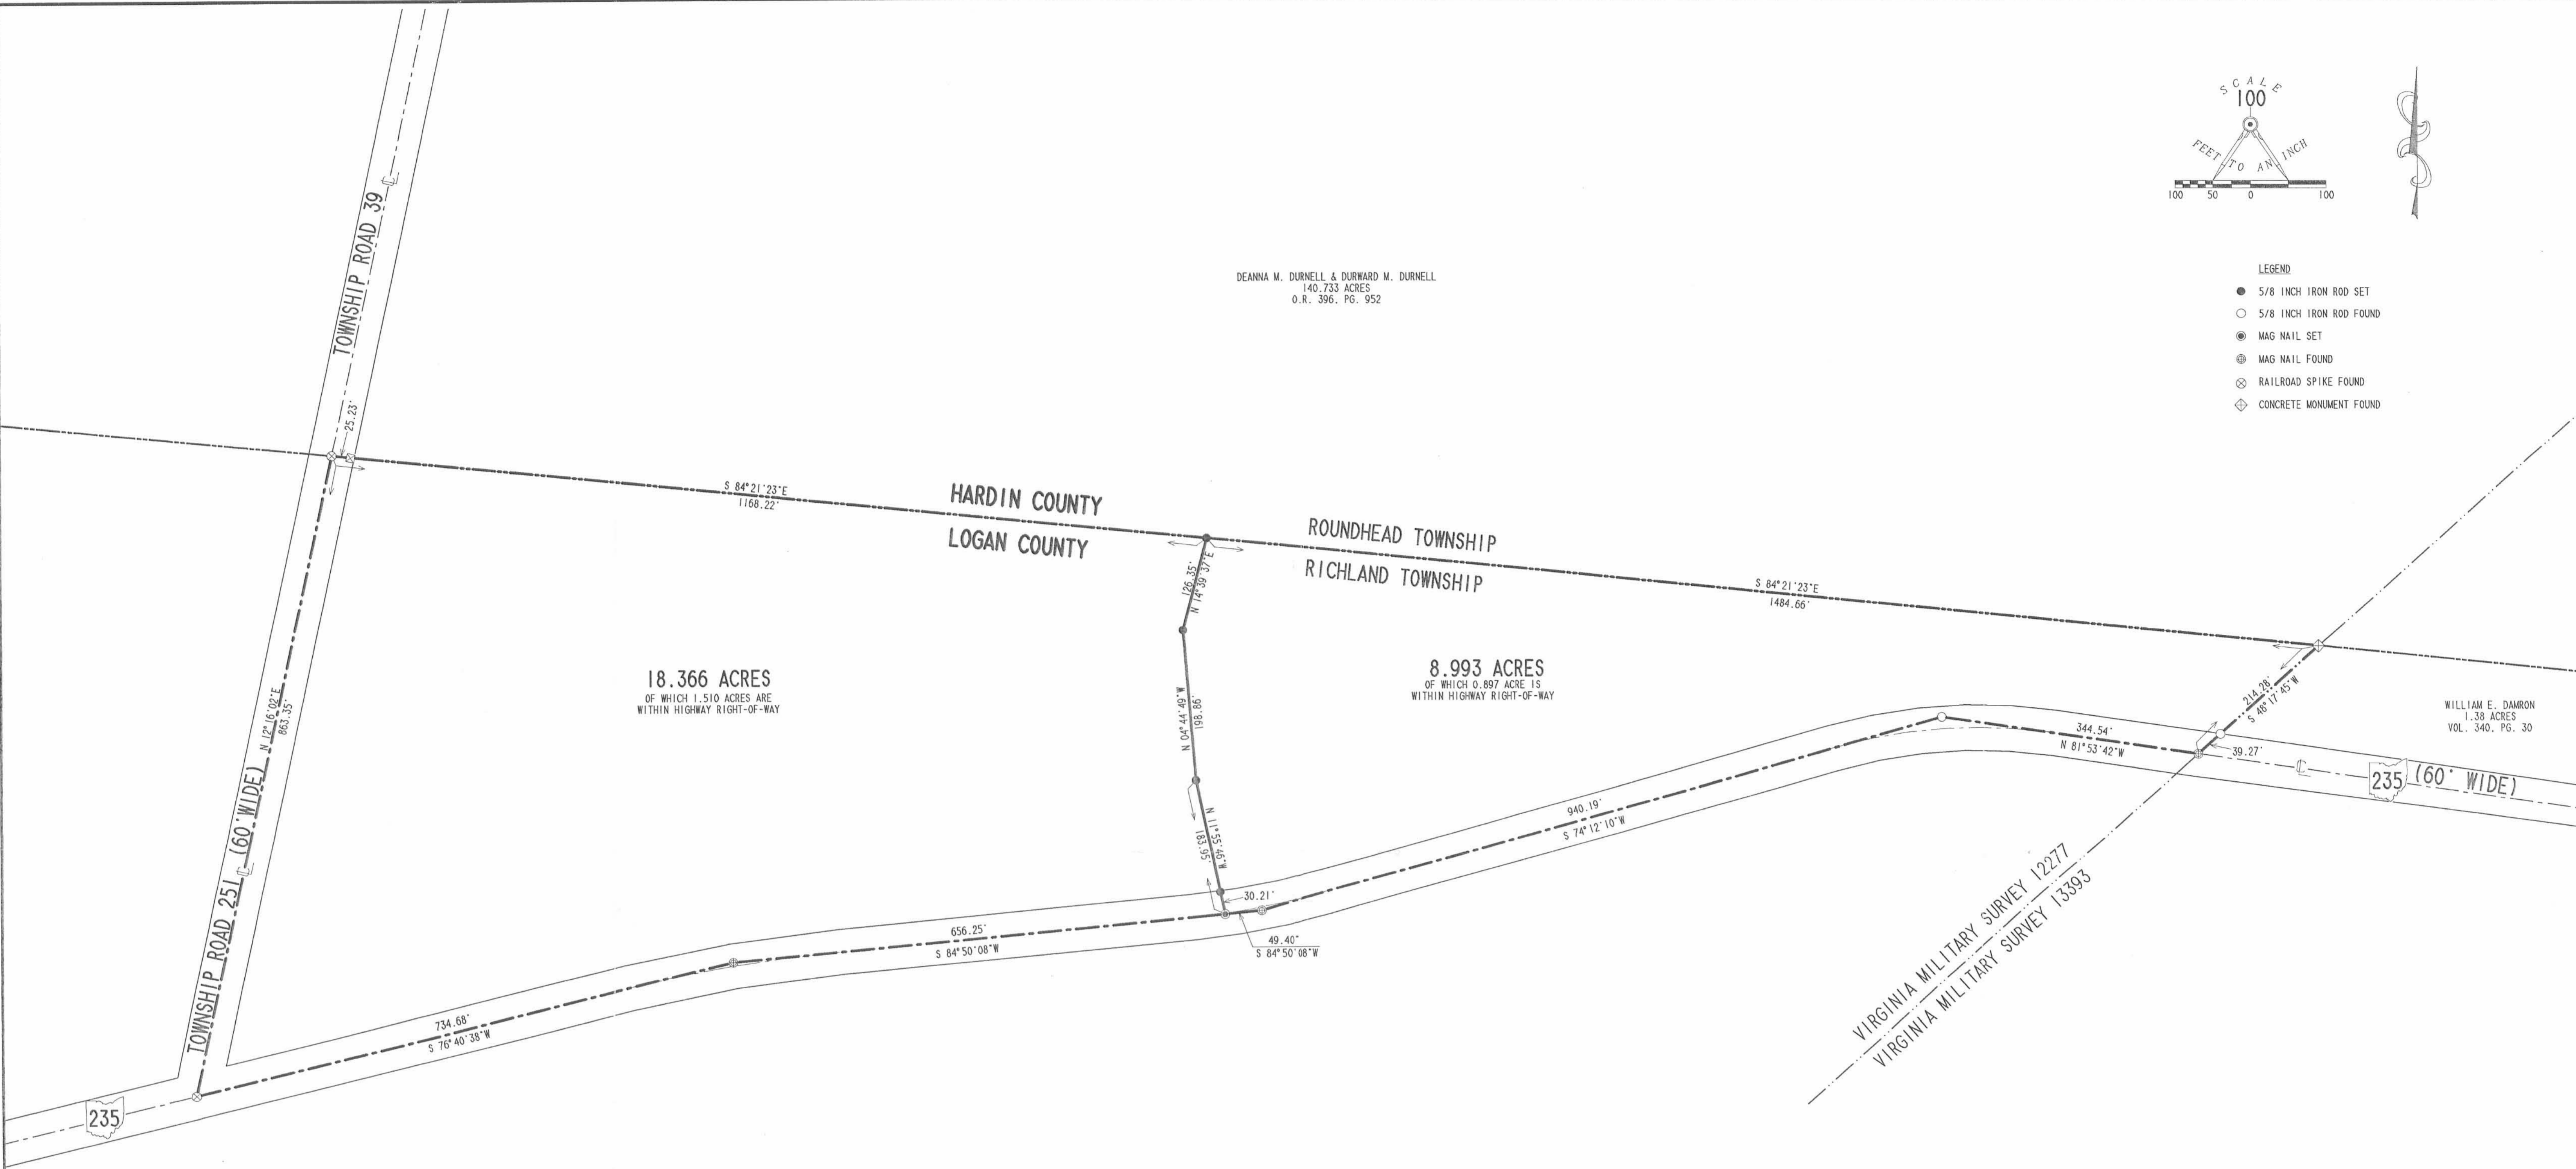 SCALE
100
FEET TO AN INCH
100 50 0 100
LEGEND
5/8 INCH IRON ROD SET
5/8 INCH IRON ROD FOUND
MAG NAIL SET
MAG NAIL FOUND
RAILROAD SPIKE FOUND
CONCRETE MONUMENT FOUND
DEANNA M. DURNELL & DURWARD M. DURNELL
140.733 ACRES
O.R. 396, PG. 952
TOWNSHIP ROAD 39
25.23'
S 84°21'23"E
1168.22'
HARDIN COUNTY
LOGAN COUNTY
ROUNDHEAD TOWNSHIP
RICHLAND TOWNSHIP
S 84°21'23"E
1484.66'
126.35'
N 14°39'37"E
N 04°44'49"W
198.86'
N 11°55'46"W
183.95'
30.21'
49.40"
S 84°50'08"W
18.366 ACRES
OF WHICH 1.510 ACRES ARE
WITHIN HIGHWAY RIGHT-OF-WAY
8.993 ACRES
OF WHICH 0.897 ACRE IS
WITHIN HIGHWAY RIGHT-OF-WAY
N 12°16'02"E
863.35'
TOWNSHIP ROAD 251 (60' WIDE)
214.28'
S 48°17'45"W
39.27'
WILLIAM E. DAMRON
1.38 ACRES
VOL. 340, PG. 30
344.54'
N 81°53'42"W
235 (60' WIDE)
940.19'
S 74°12'10"W
656.25'
S 84°50'08"W
734.68'
S 76°40'38"W
235
VIRGINIA MILITARY SURVEY 12277
VIRGINIA MILITARY SURVEY 13393